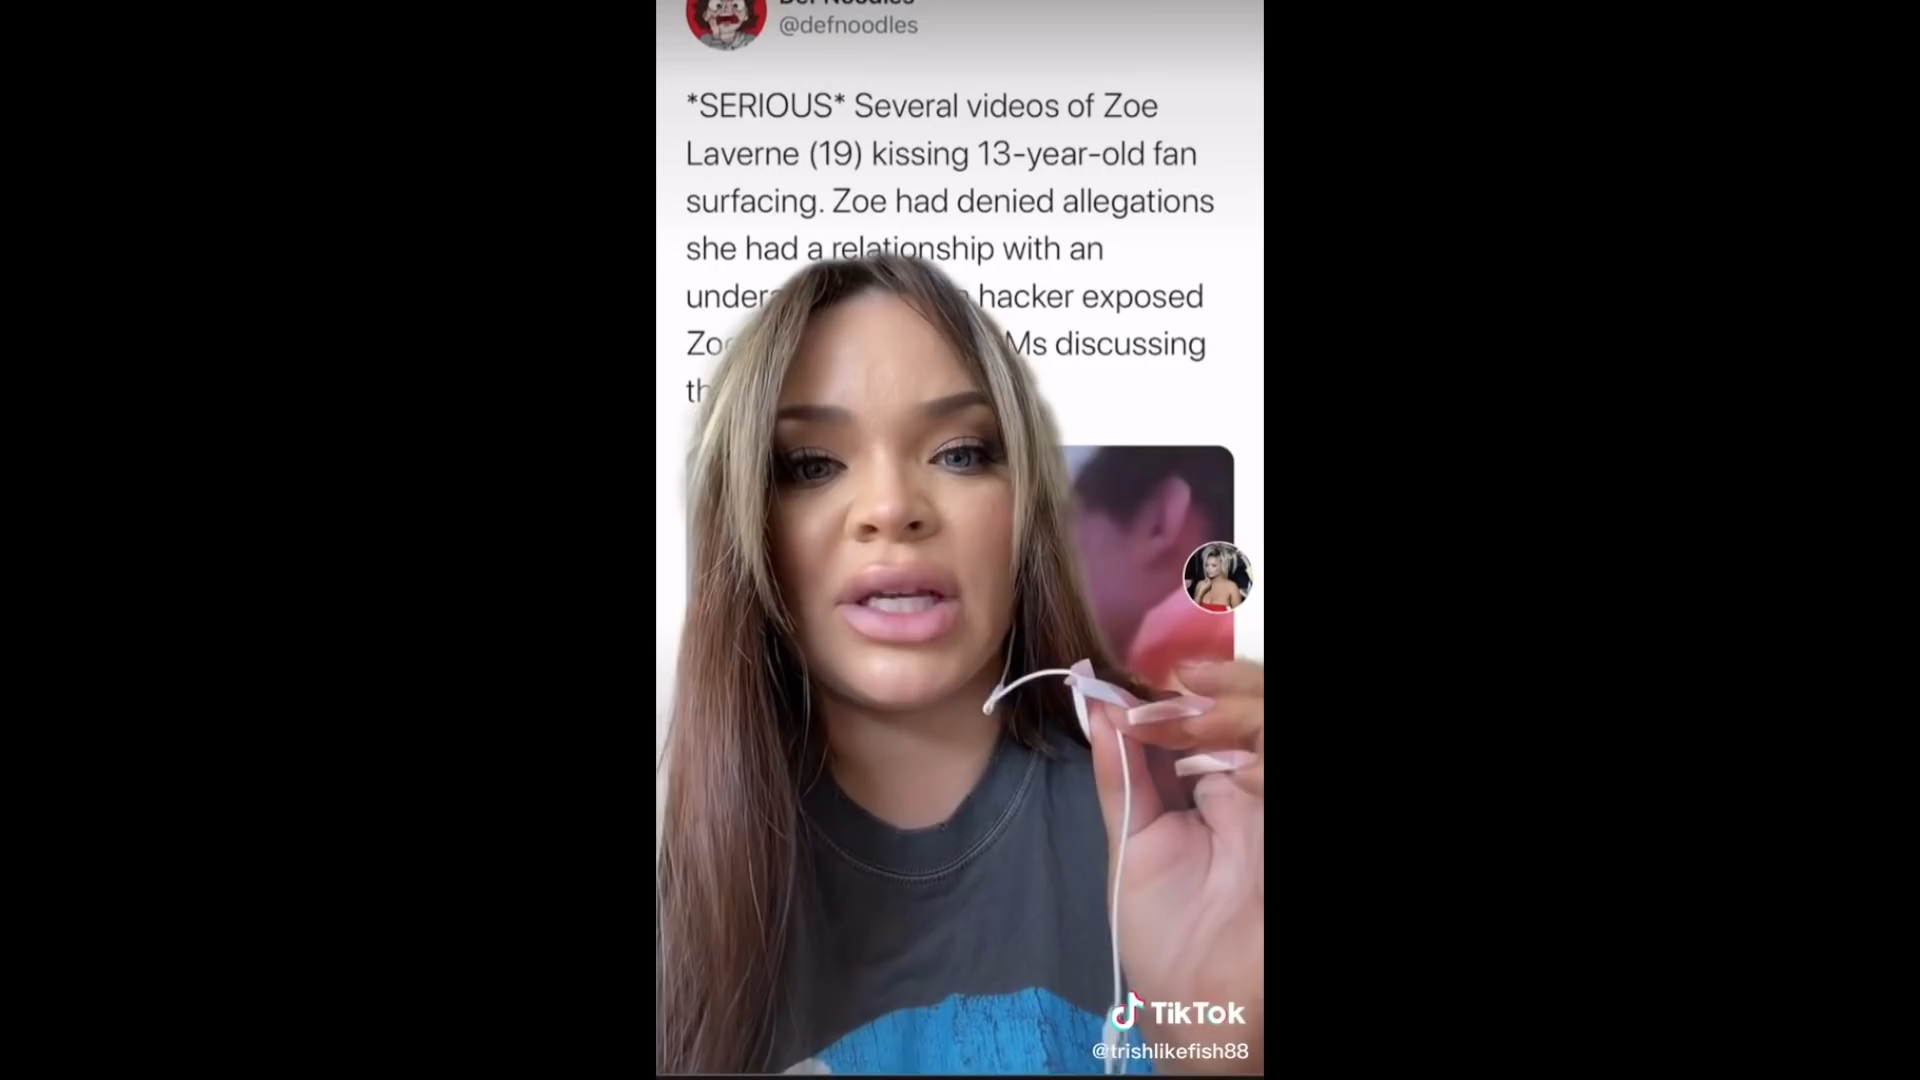 @defnoodles
*SERIOUS* Several videos of Zoe
Laverne (19) kissing 13-year-old fan
surfacing. Zoe had denied allegations
she had a relationship with an
hacker exposed
discussing
TikTok
@trishlikefish88